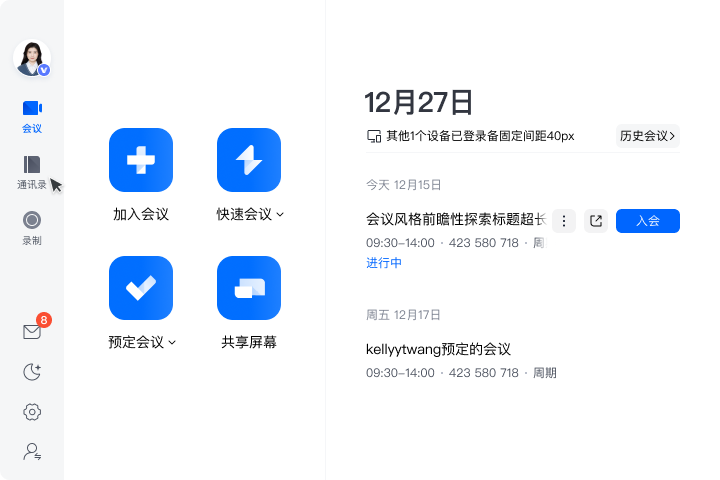 会议
通讯录
录制
8
加入会议
快速会议
预定会议
共享屏幕
12月27日
其他1个设备已登录备固定间距40px
历史会议
今天 12月15日
会议风格前瞻性探索标题超长
入会
09:30–14:00 · 423 580 718 · 周
进行中
周五 12月17日
kellyytwang预定的会议
09:30–14:00 · 423 580 718 · 周期